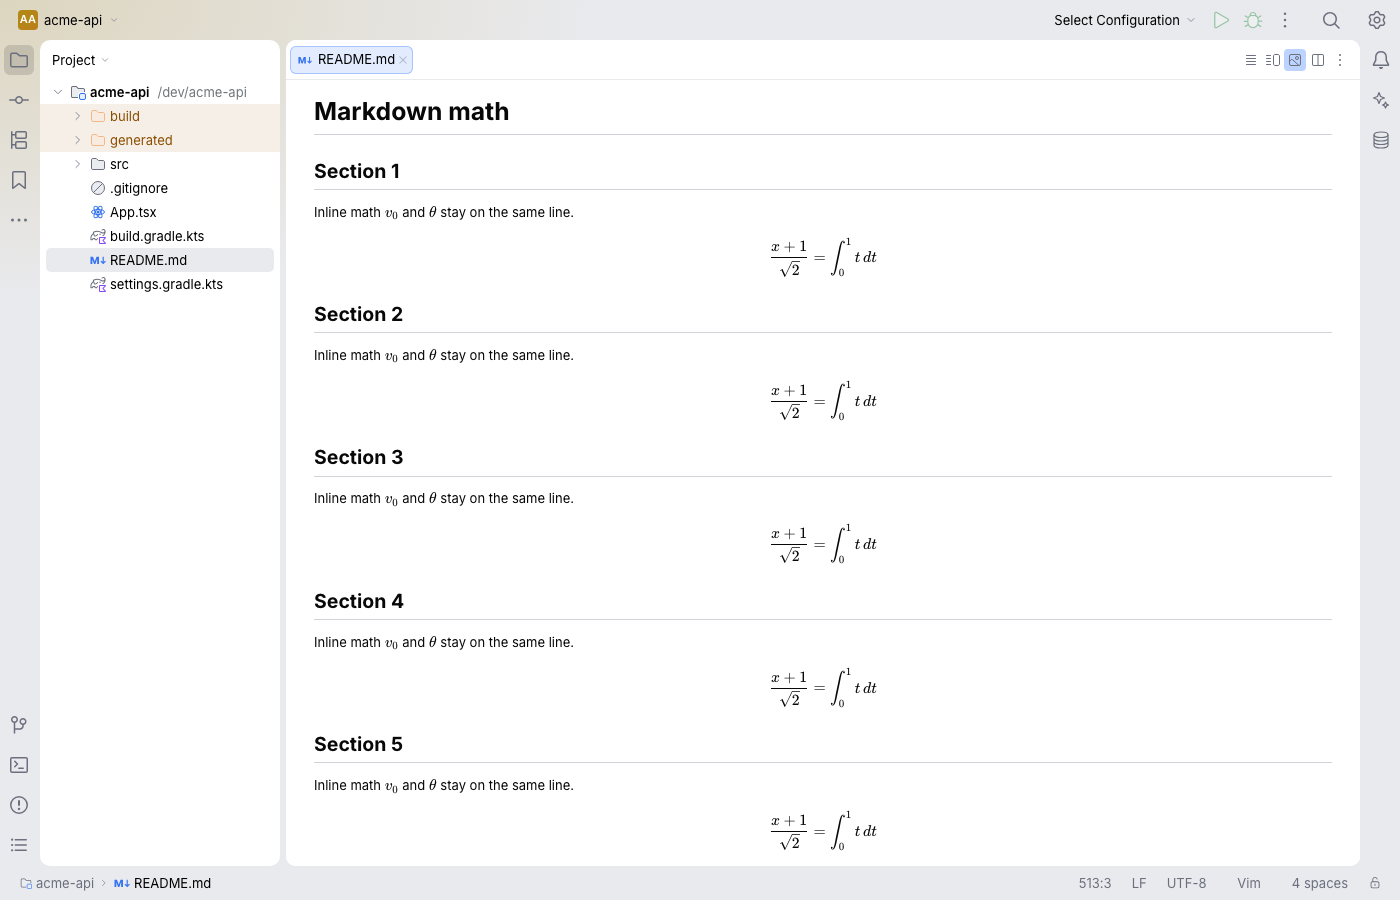 AA acme-api
Select Configuration
Project
README.md
acme-api /dev/acme-api
build
generated
src
.gitignore
App.tsx
build.gradle.kts
README.md
settings.gradle.kts
Markdown math
Section 1
Inline math v₀ and θ stay on the same line.
(x + 1)/√2 = ∫₀¹ t dt
Section 2
Inline math v₀ and θ stay on the same line.
(x + 1)/√2 = ∫₀¹ t dt
Section 3
Inline math v₀ and θ stay on the same line.
(x + 1)/√2 = ∫₀¹ t dt
Section 4
Inline math v₀ and θ stay on the same line.
(x + 1)/√2 = ∫₀¹ t dt
Section 5
Inline math v₀ and θ stay on the same line.
(x + 1)/√2 = ∫₀¹ t dt
acme-api › M↓ README.md
513:3 LF UTF-8 Vim 4 spaces